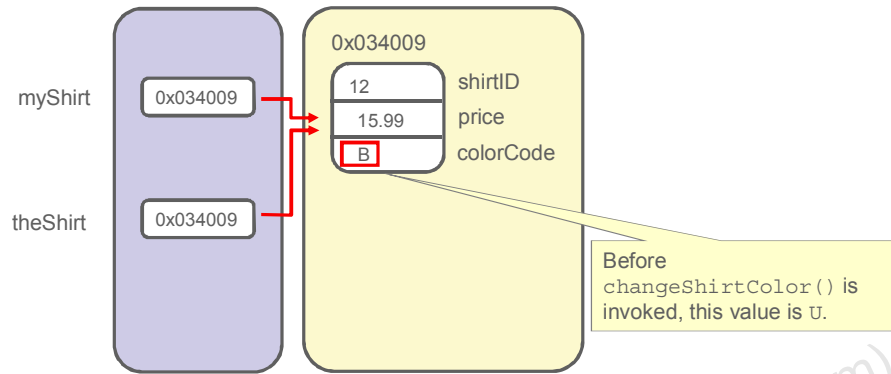 0x034009
12 shirtID
myShirt 0x034009
15.99 price
B colorCode
theShirt 0x034009
Before
changeShirtColor() is
invoked, this value is U.